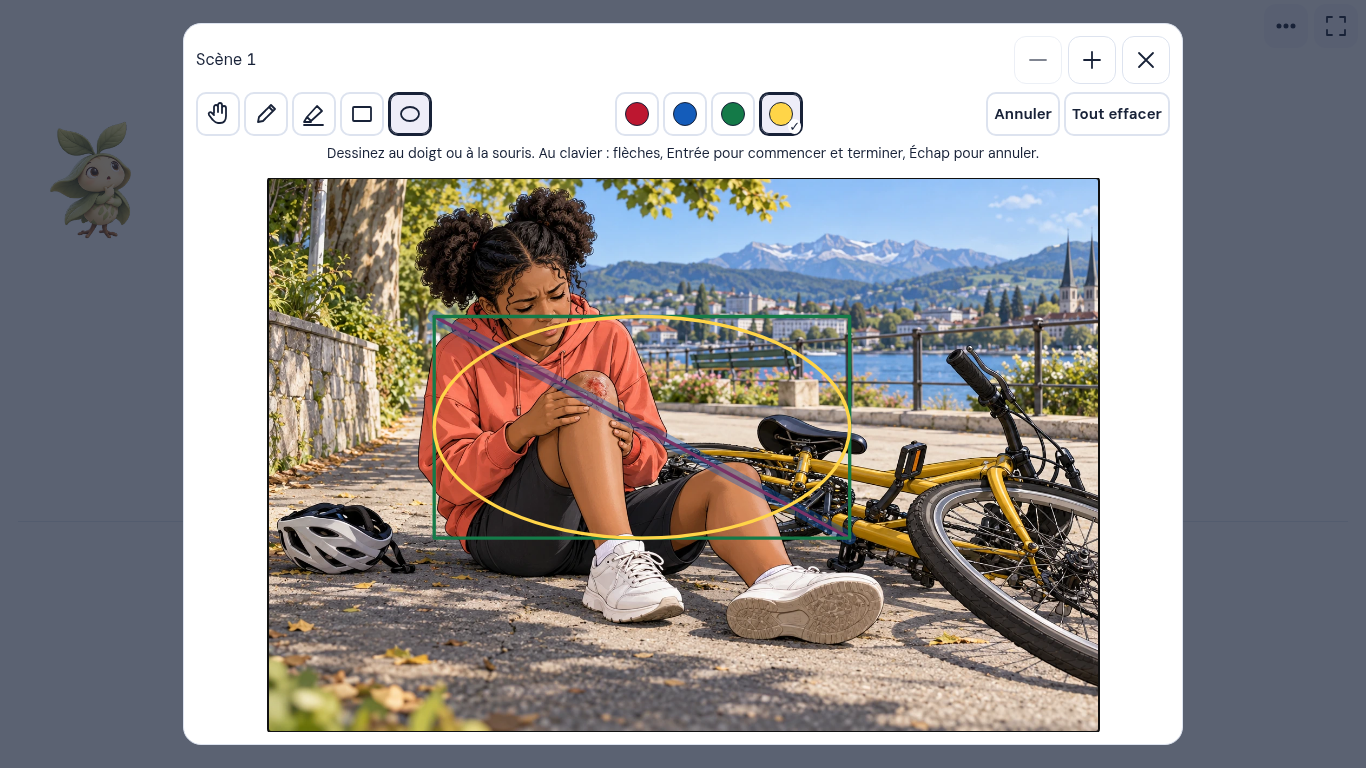 Scène 1
Annuler
Tout effacer
Dessinez au doigt ou à la souris. Au clavier : flèches, Entrée pour commencer et terminer, Échap pour annuler.